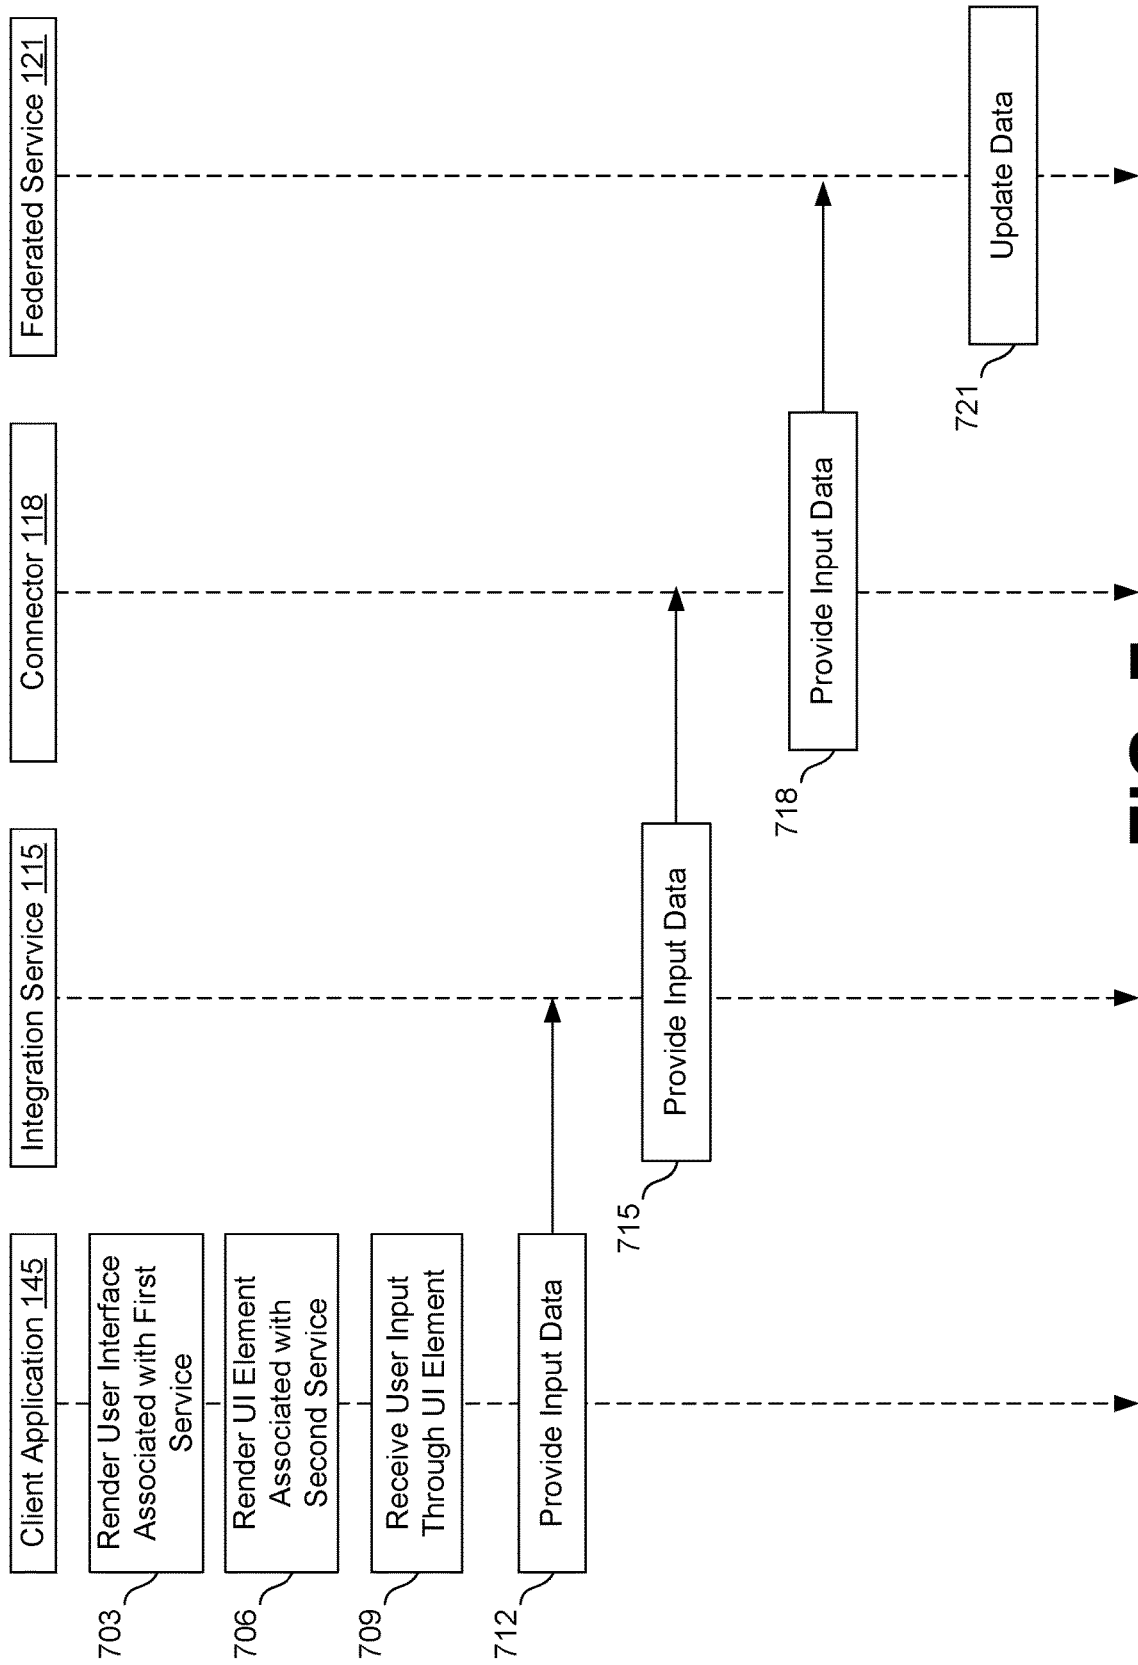 Client Application 145
Integration Service 115
Connector 118
Federated Service 121
703
Render User Interface
Associated with First
Service
706
Render UI Element
Associated with
Second Service
709
Receive User Input
Through UI Element
712
Provide Input Data
715
Provide Input Data
718
Provide Input Data
721
Update Data